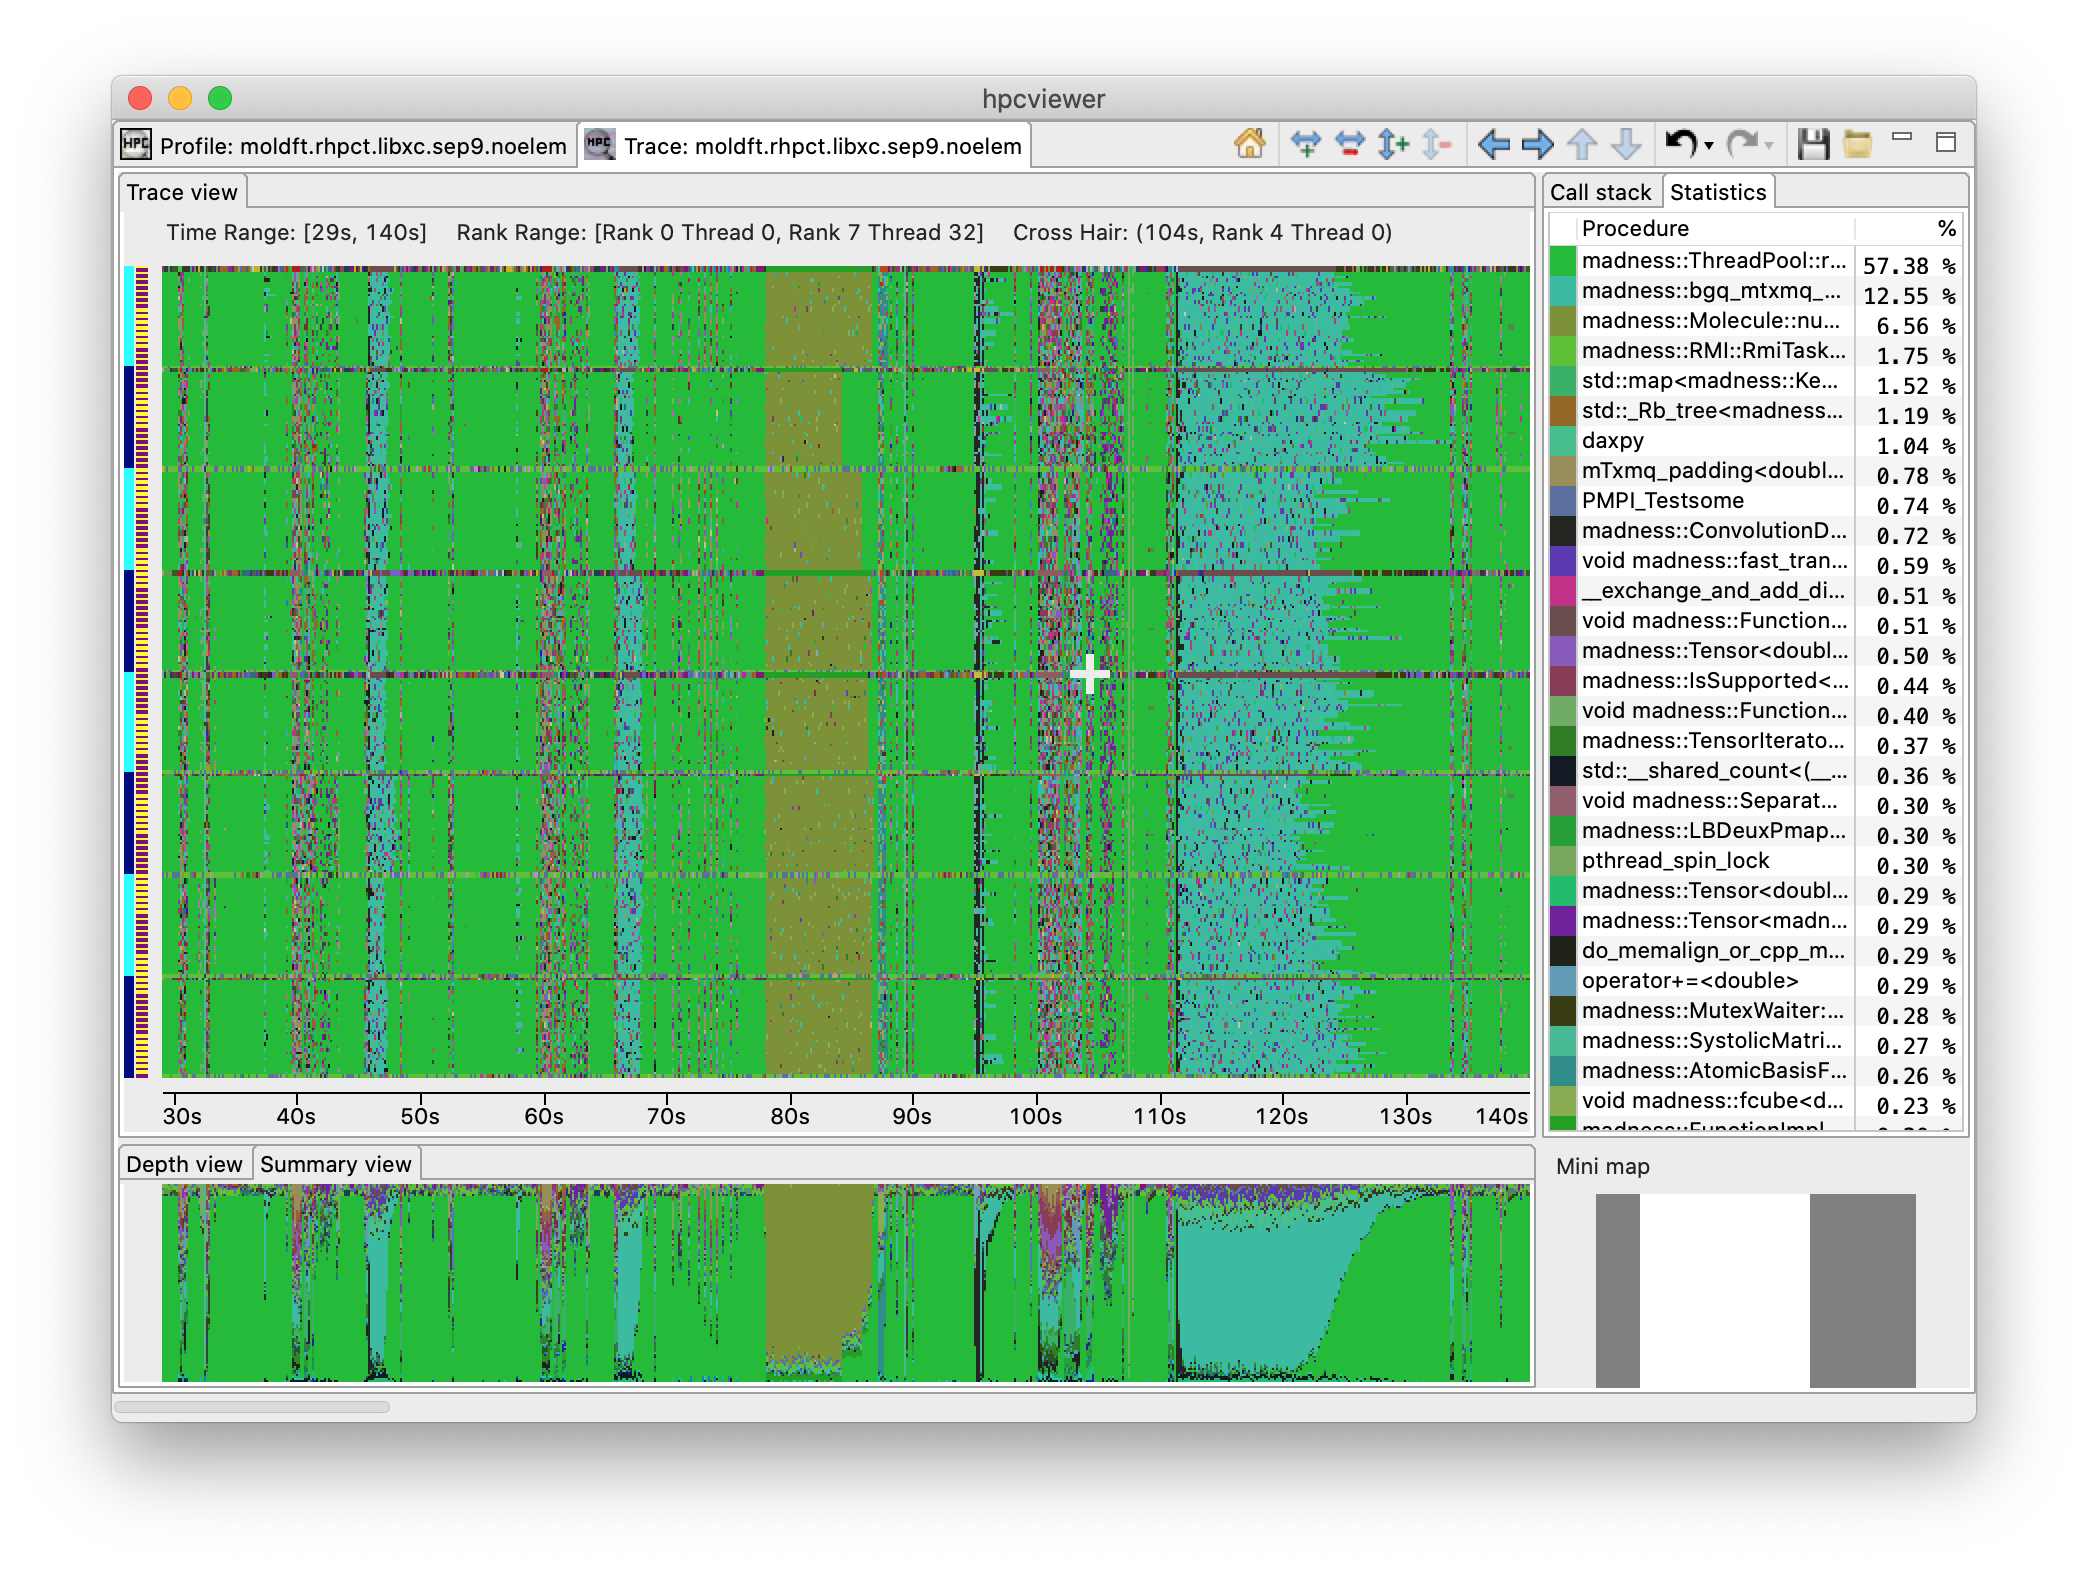 hpcviewer
HPC Profile: moldft.rhpct.libxc.sep9.noelem
HPC Trace: moldft.rhpct.libxc.sep9.noelem
Trace view
Time Range: [29s, 140s] Rank Range: [Rank 0 Thread 0, Rank 7 Thread 32] Cross Hair: (104s, Rank 4 Thread 0)
30s 40s 50s 60s 70s 80s 90s 100s 110s 120s 130s 140s
Call stack Statistics
Procedure %
madness::ThreadPool::r... 57.38 %
madness::bgq_mtxmq_... 12.55 %
madness::Molecule::nu... 6.56 %
madness::RMI::RmiTask... 1.75 %
std::map<madness::Ke... 1.52 %
std::_Rb_tree<madness... 1.19 %
daxpy 1.04 %
mTxmq_padding<doubl... 0.78 %
PMPI_Testsome 0.74 %
madness::ConvolutionD... 0.72 %
void madness::fast_tran... 0.59 %
__exchange_and_add_di... 0.51 %
void madness::Function... 0.51 %
madness::Tensor<doubl... 0.50 %
madness::IsSupported<... 0.44 %
void madness::Function... 0.40 %
madness::TensorIterato... 0.37 %
std::__shared_count<(__... 0.36 %
void madness::Separat... 0.30 %
madness::LBDeuxPmap... 0.30 %
pthread_spin_lock 0.30 %
madness::Tensor<doubl... 0.29 %
madness::Tensor<madn... 0.29 %
do_memalign_or_cpp_m... 0.29 %
operator+=<double> 0.29 %
madness::MutexWaiter:... 0.28 %
madness::SystolicMatri... 0.27 %
madness::AtomicBasisF... 0.26 %
void madness::fcube<d... 0.23 %
Depth view Summary view
Mini map